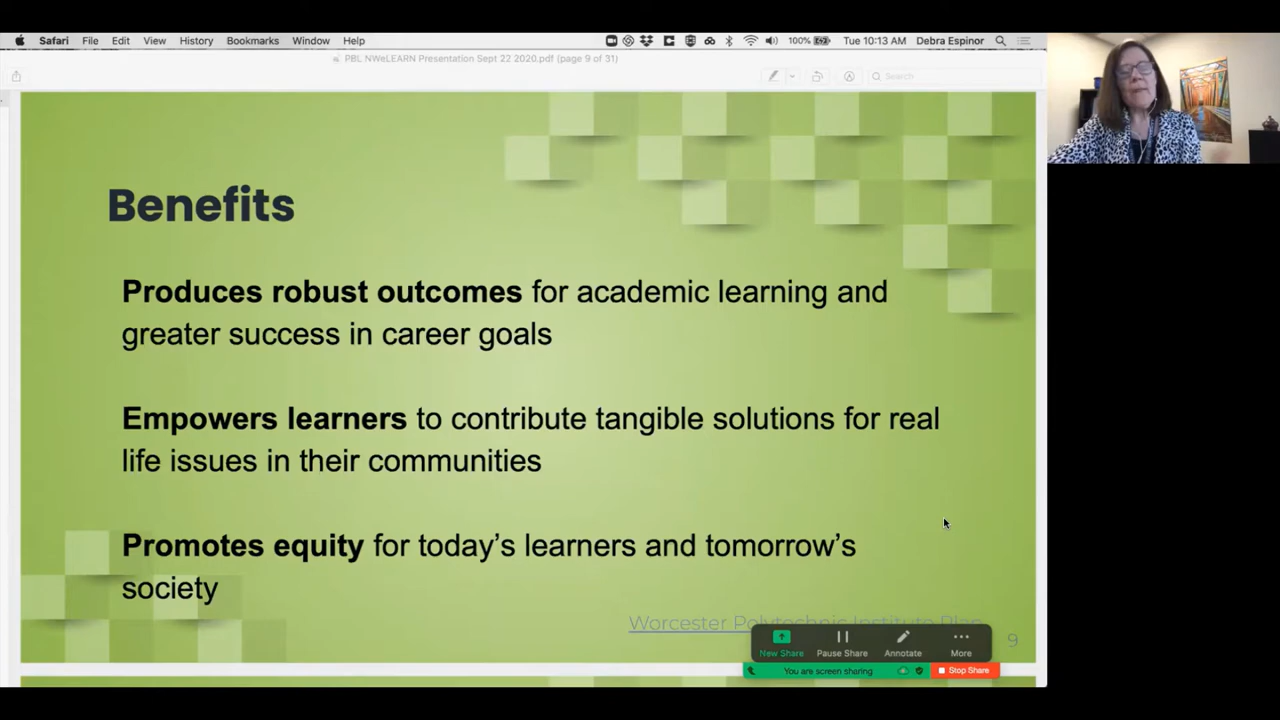 Safari File Edit View History Bookmarks Window Help 100% Tue 10:13 AM Debra Espinor
PBL NWeLEARN Presentation Sept 22 2020.pdf (page 9 of 31)
Search
Benefits
Produces robust outcomes for academic learning and
greater success in career goals
Empowers learners to contribute tangible solutions for real
life issues in their communities
Promotes equity for today's learners and tomorrow's
society
Worcester Polytechnic Institute Plan
9
New Share Pause Share Annotate More
You are screen sharing Stop Share